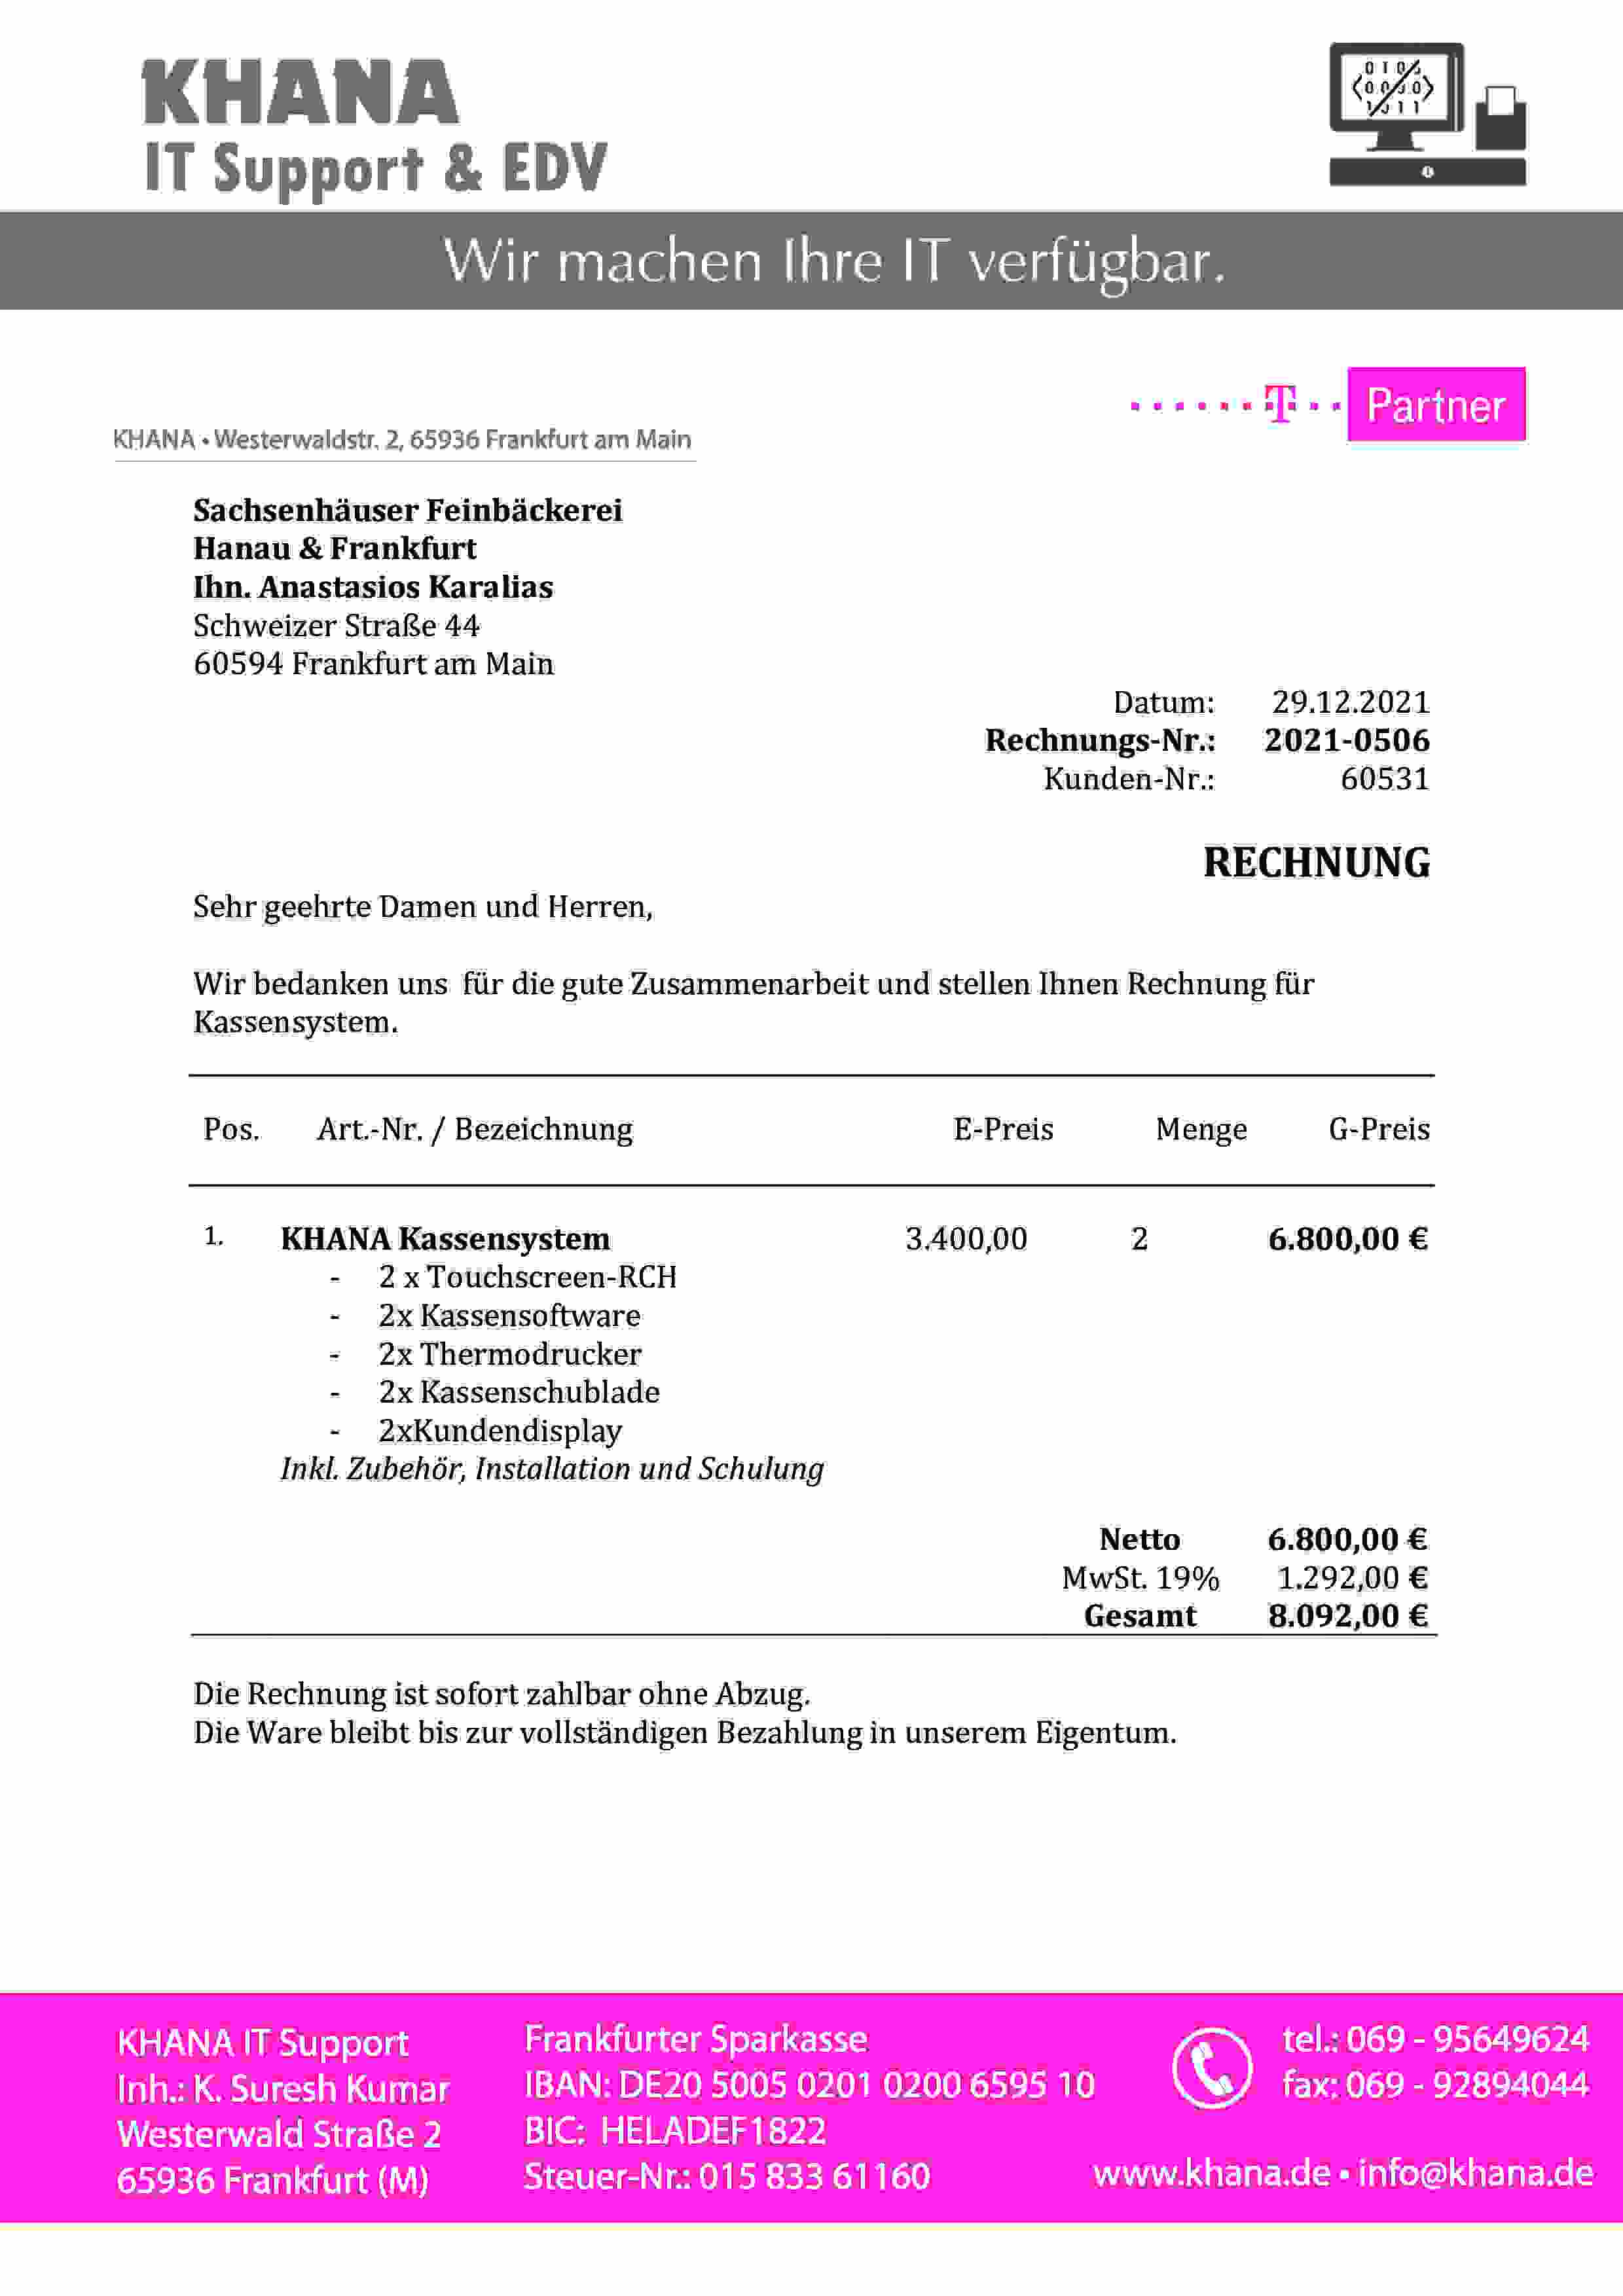 KHANA
IT Support & EDV
Wir machen Ihre IT verfügbar.
T Partner
KHANA • Westerwaldstr. 2, 65936 Frankfurt am Main
Sachsenhäuser Feinbäckerei
Hanau & Frankfurt
Ihn. Anastasios Karalias
Schweizer Straße 44
60594 Frankfurt am Main
Datum: 29.12.2021
Rechnungs-Nr.: 2021-0506
Kunden-Nr.: 60531
RECHNUNG
Sehr geehrte Damen und Herren,
Wir bedanken uns für die gute Zusammenarbeit und stellen Ihnen Rechnung für
Kassensystem.
Pos. Art.-Nr. / Bezeichnung E-Preis Menge G-Preis
1. KHANA Kassensystem 3.400,00 2 6.800,00 €
- 2 x Touchscreen-RCH
- 2x Kassensoftware
- 2x Thermodrucker
- 2x Kassenschublade
- 2xKundendisplay
Inkl. Zubehör, Installation und Schulung
Netto 6.800,00 €
MwSt. 19% 1.292,00 €
Gesamt 8.092,00 €
Die Rechnung ist sofort zahlbar ohne Abzug.
Die Ware bleibt bis zur vollständigen Bezahlung in unserem Eigentum.
KHANA IT Support
Inh.: K. Suresh Kumar
Westerwald Straße 2
65936 Frankfurt (M)
Frankfurter Sparkasse
IBAN: DE20 5005 0201 0200 6595 10
BIC: HELADEF1822
Steuer-Nr.: 015 833 61160
tel.: 069 - 95649624
fax: 069 - 92894044
www.khana.de • info@khana.de